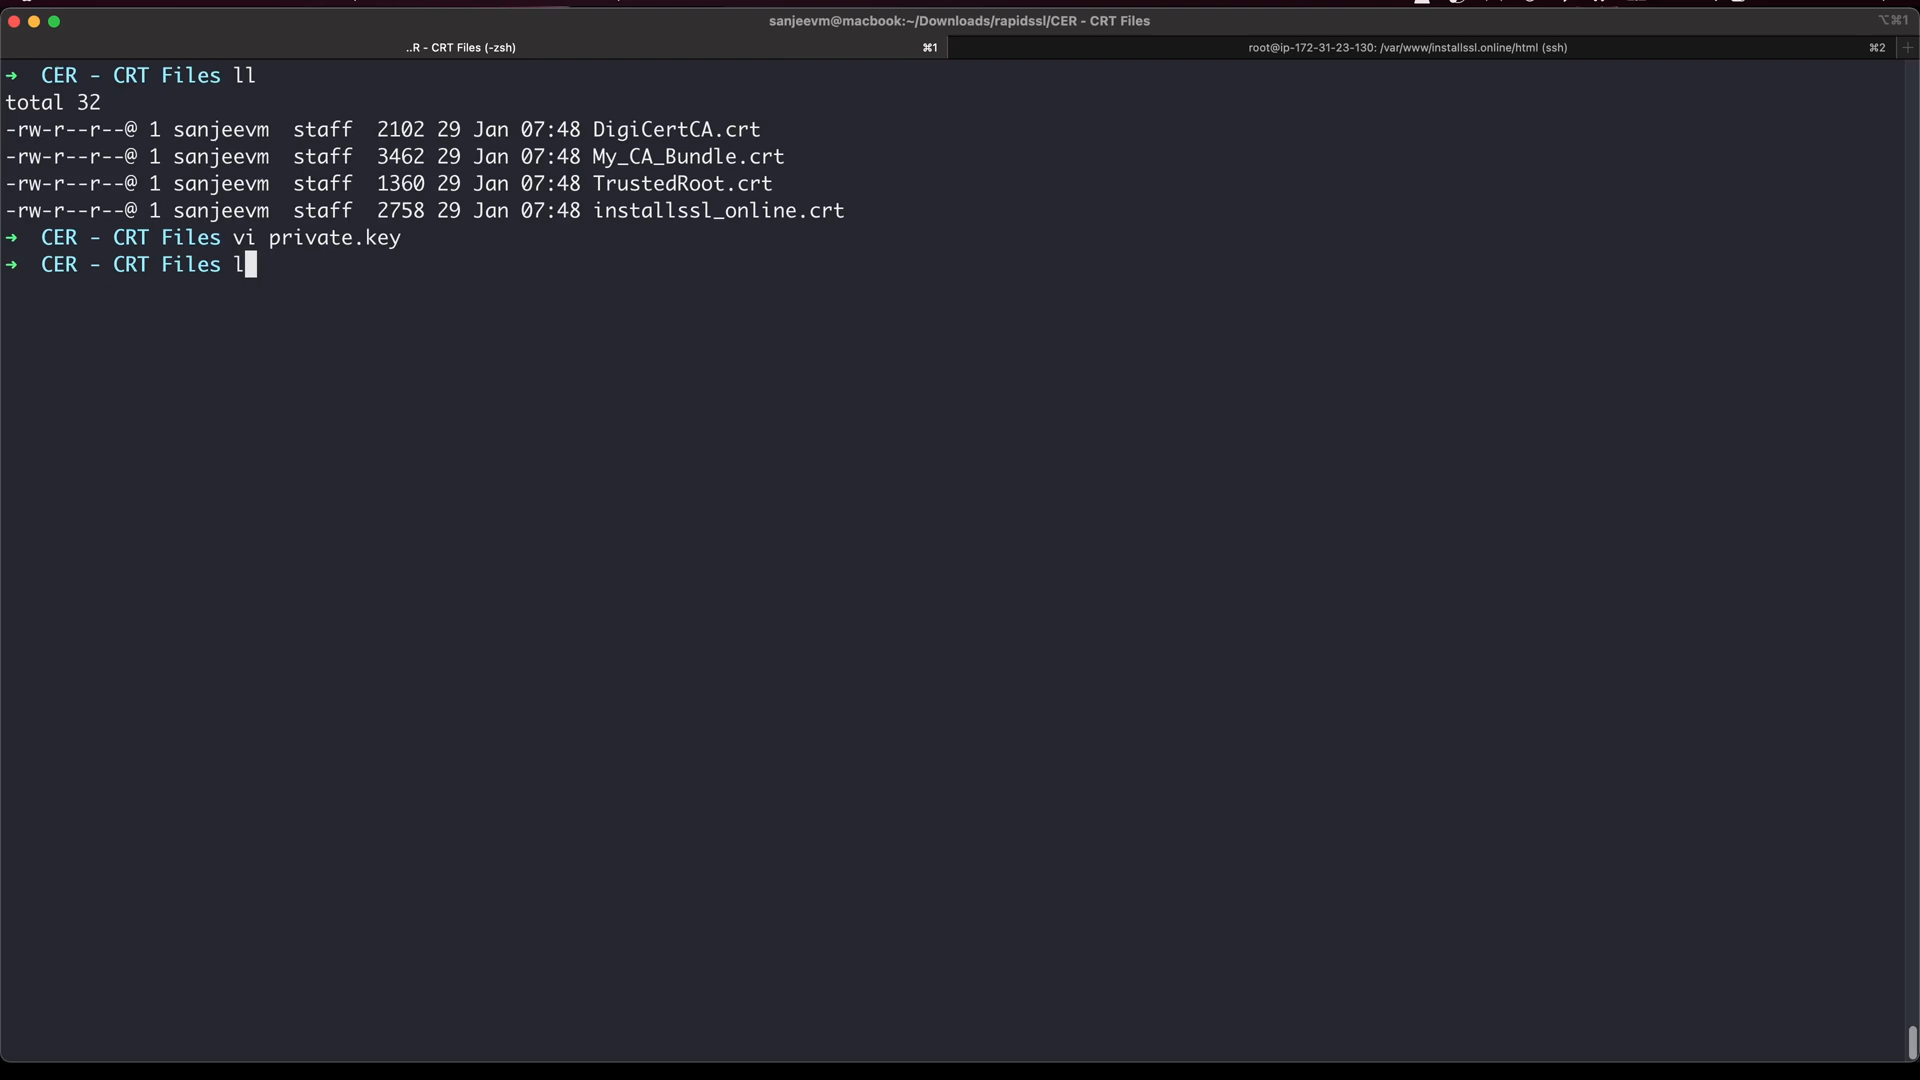 sanjeevm@macbook:~/Downloads/rapidssl/CER - CRT Files
⌥⌘1
..R - CRT Files (-zsh)
⌘1
root@ip-172-31-23-130: /var/www/installssl.online/html (ssh)
⌘2
+
➜ CER - CRT Files ll
total 32
-rw-r--r--@ 1 sanjeevm  staff  2102 29 Jan 07:48 DigiCertCA.crt
-rw-r--r--@ 1 sanjeevm  staff  3462 29 Jan 07:48 My_CA_Bundle.crt
-rw-r--r--@ 1 sanjeevm  staff  1360 29 Jan 07:48 TrustedRoot.crt
-rw-r--r--@ 1 sanjeevm  staff  2758 29 Jan 07:48 installssl_online.crt
➜ CER - CRT Files vi private.key
➜ CER - CRT Files l